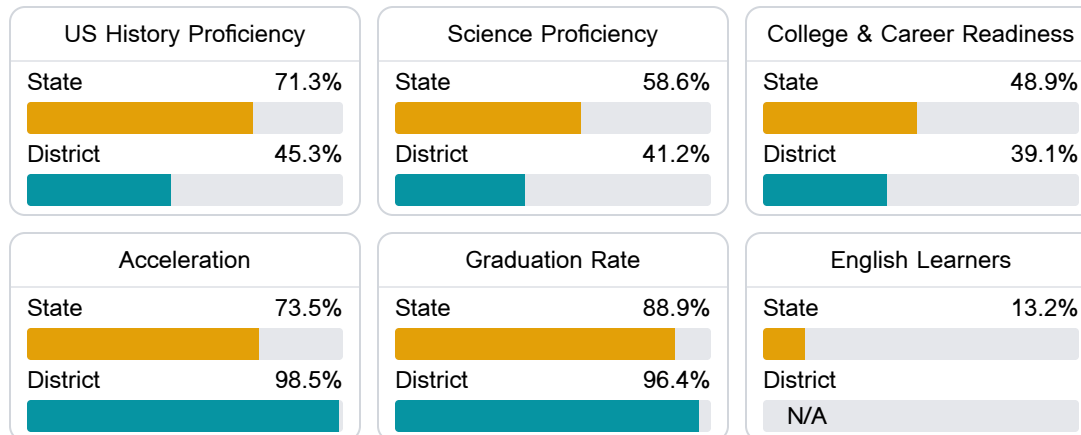 US History Proficiency
State 71.3%
District 45.3%
Science Proficiency
State 58.6%
District 41.2%
College & Career Readiness
State 48.9%
District 39.1%
Acceleration
State 73.5%
District 98.5%
Graduation Rate
State 88.9%
District 96.4%
English Learners
State 13.2%
District
N/A